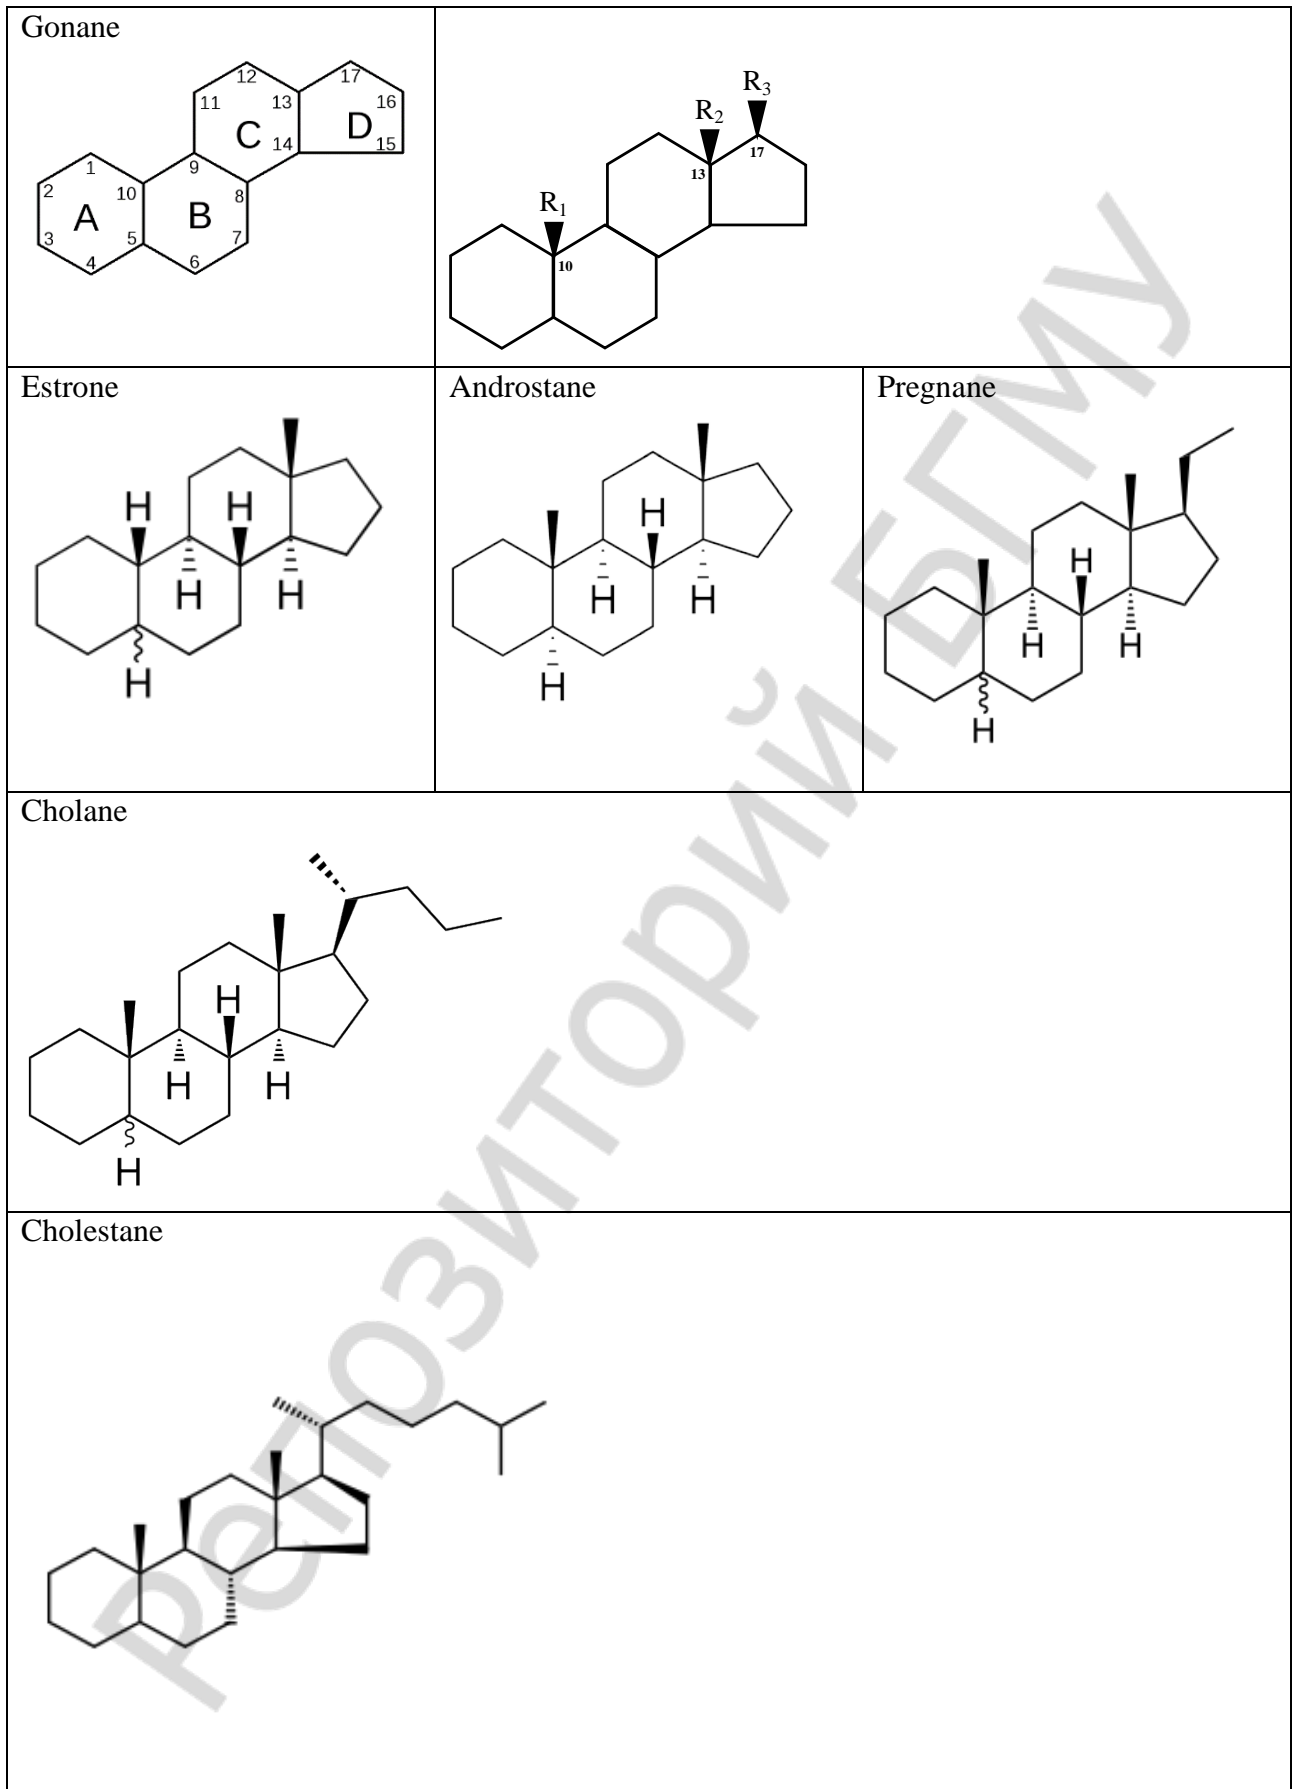 Gonane
12
17
11
13
16
C
D
14
15
1
9
2
10
8
A
B
3
5
7
4
6
R3
R2
17
13
R1
10
Estrone
H
H
H
H
H
Androstane
H
H
H
H
Pregnane
H
H
H
H
Cholane
H
H
H
H
Cholestane
Репозиторий БГМУ